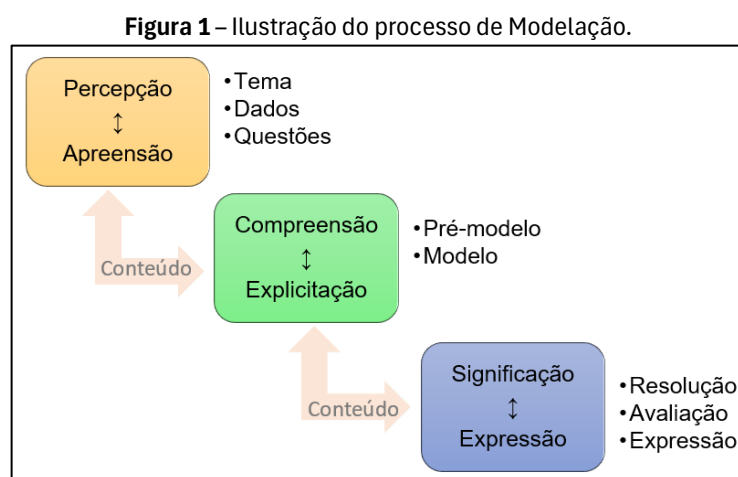 Figura 1 – Ilustração do processo de Modelação.
Percepção
↕
Apreensão
•Tema
•Dados
•Questões
Conteúdo
Compreensão
↕
Explicitação
•Pré-modelo
•Modelo
Conteúdo
Significação
↕
Expressão
•Resolução
•Avaliação
•Expressão